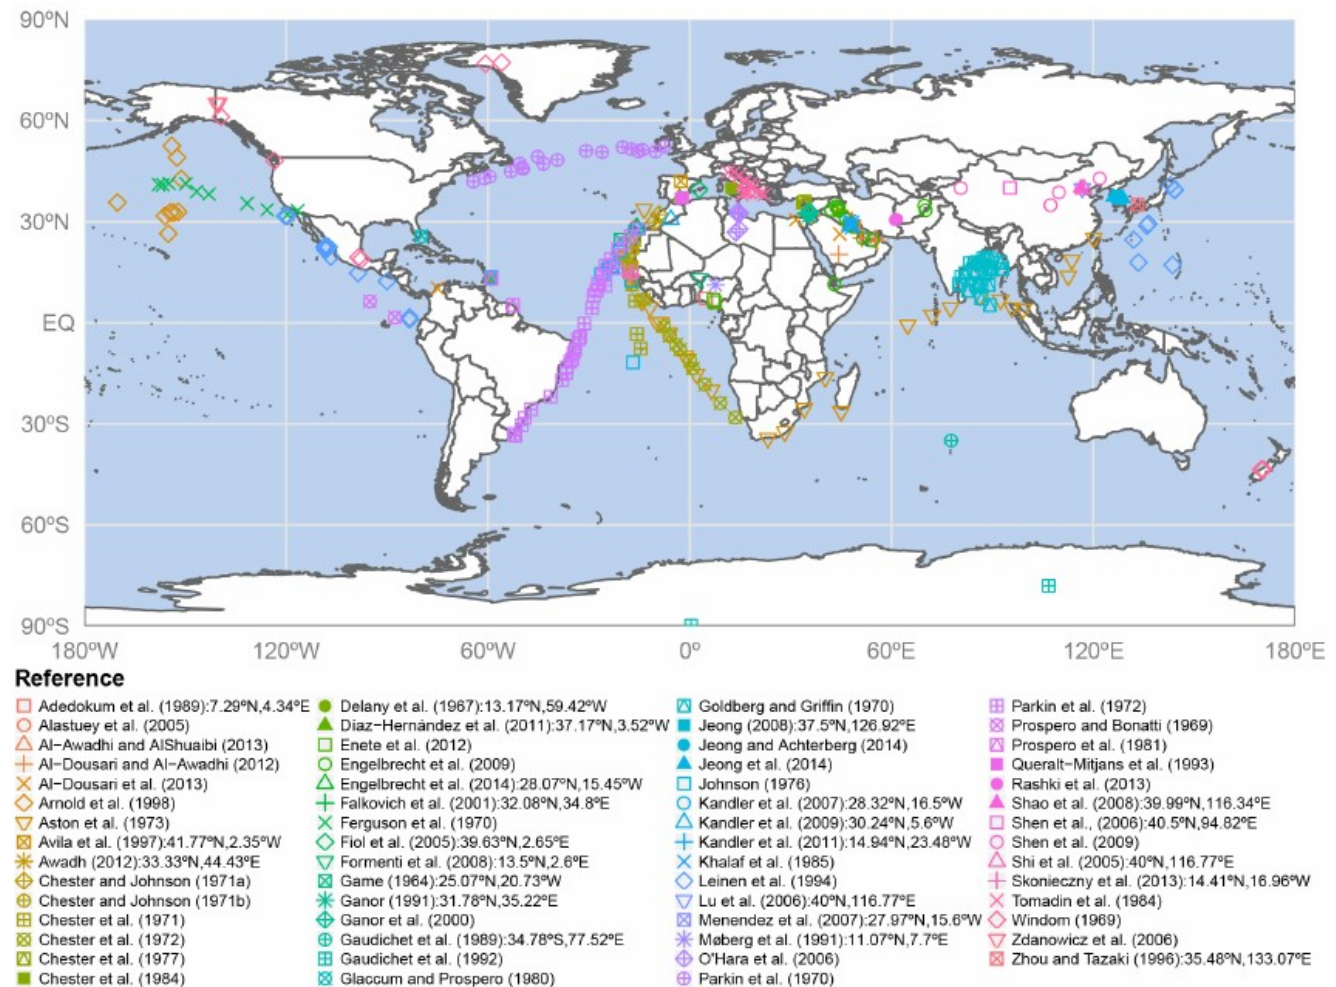 90ºN
60ºN
30ºN
EQ
30ºS
60ºS
90ºS
180ºW
120ºW
60ºW
0º
60ºE
120ºE
180ºE
Reference
Adedokum et al. (1989):7.29ºN,4.34ºE
Alastuey et al. (2005)
Al−Awadhi and AlShuaibi (2013)
Al−Dousari and Al−Awadhi (2012)
Al−Dousari et al. (2013)
Arnold et al. (1998)
Aston et al. (1973)
Avila et al. (1997):41.77ºN,2.35ºW
Awadh (2012):33.33ºN,44.43ºE
Chester and Johnson (1971a)
Chester and Johnson (1971b)
Chester et al. (1971)
Chester et al. (1972)
Chester et al. (1977)
Chester et al. (1984)
Delany et al. (1967):13.17ºN,59.42ºW
Díaz−Hernández et al. (2011):37.17ºN,3.52ºW
Enete et al. (2012)
Engelbrecht et al. (2009)
Engelbrecht et al. (2014):28.07ºN,15.45ºW
Falkovich et al. (2001):32.08ºN,34.8ºE
Ferguson et al. (1970)
Fiol et al. (2005):39.63ºN,2.65ºE
Formenti et al. (2008):13.5ºN,2.6ºE
Game (1964):25.07ºN,20.73ºW
Ganor (1991):31.78ºN,35.22ºE
Ganor et al. (2000)
Gaudichet et al. (1989):34.78ºS,77.52ºE
Gaudichet et al. (1992)
Glaccum and Prospero (1980)
Goldberg and Griffin (1970)
Jeong (2008):37.5ºN,126.92ºE
Jeong and Achterberg (2014)
Jeong et al. (2014)
Johnson (1976)
Kandler et al. (2007):28.32ºN,16.5ºW
Kandler et al. (2009):30.24ºN,5.6ºW
Kandler et al. (2011):14.94ºN,23.48ºW
Khalaf et al. (1985)
Leinen et al. (1994)
Lu et al. (2006):40ºN,116.77ºE
Menendez et al. (2007):27.97ºN,15.6ºW
Møberg et al. (1991):11.07ºN,7.7ºE
O'Hara et al. (2006)
Parkin et al. (1970)
Parkin et al. (1972)
Prospero and Bonatti (1969)
Prospero et al. (1981)
Queralt−Mitjans et al. (1993)
Rashki et al. (2013)
Shao et al. (2008):39.99ºN,116.34ºE
Shen et al., (2006):40.5ºN,94.82ºE
Shen et al. (2009)
Shi et al. (2005):40ºN,116.77ºE
Skonieczny et al. (2013):14.41ºN,16.96ºW
Tomadin et al. (1984)
Windom (1969)
Zdanowicz et al. (2006)
Zhou and Tazaki (1996):35.48ºN,133.07ºE